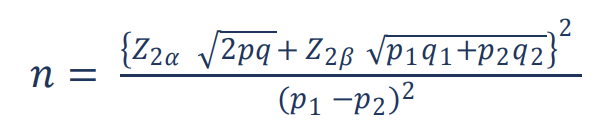 n = {Z₂α √2pq + Z₂β √p₁q₁+p₂q₂}² / (p₁ −p₂)²